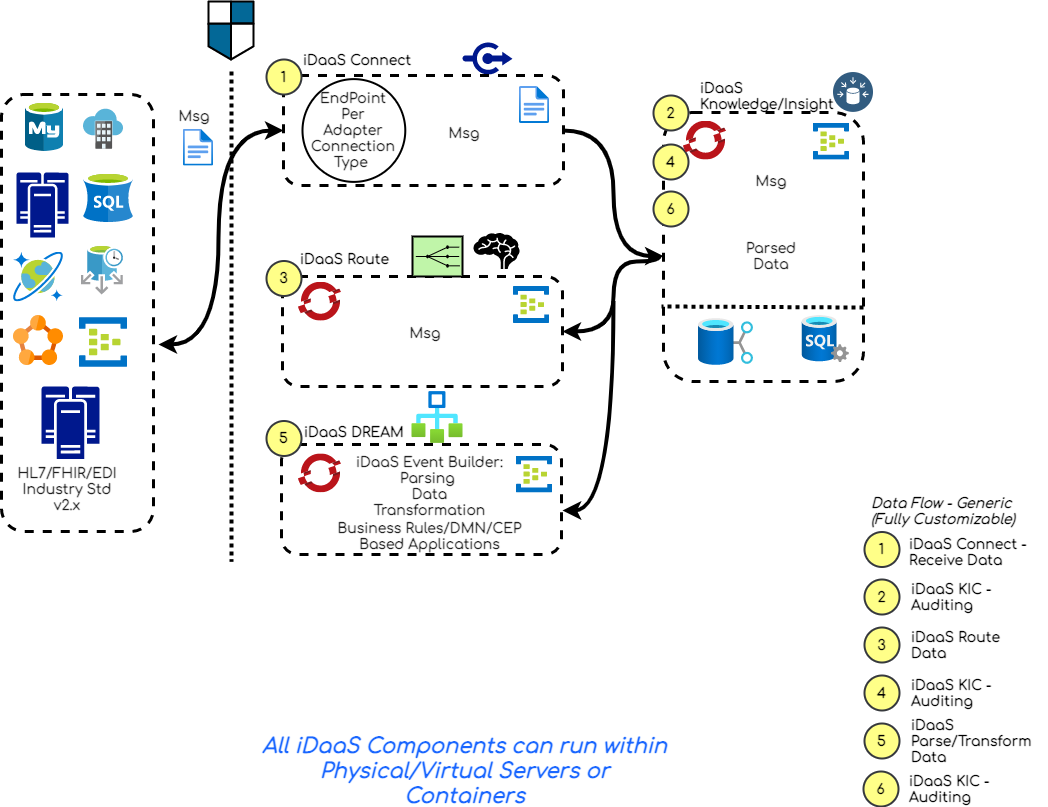 My
SQL
HL7/FHIR/EDI
Industry Std
v2.x
Msg
1
iDaaS Connect
EndPoint
Per
Adapter
Connection
Type
Msg
3
iDaaS Route
Msg
5
iDaaS DREAM
iDaaS Event Builder:
Parsing
Data
Transformation
Business Rules/DMN/CEP
Based Applications
iDaaS
Knowledge/Insight
2
4
6
Msg
Parsed
Data
SQL
Data Flow - Generic
(Fully Customizable)
1
iDaaS Connect -
Receive Data
2
iDaaS KIC -
Auditing
3
iDaaS Route
Data
4
iDaaS KIC -
Auditing
5
iDaaS
Parse/Transform
Data
6
iDaaS KIC -
Auditing
All iDaaS Components can run within
Physical/Virtual Servers or
Containers